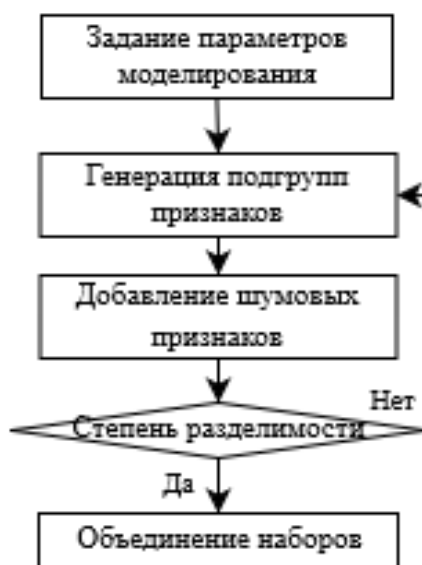 Задание параметров
моделирования
Генерация подгрупп
признаков
Добавление шумовых
признаков
Нет
Степень разделимости
Да
Объединение наборов